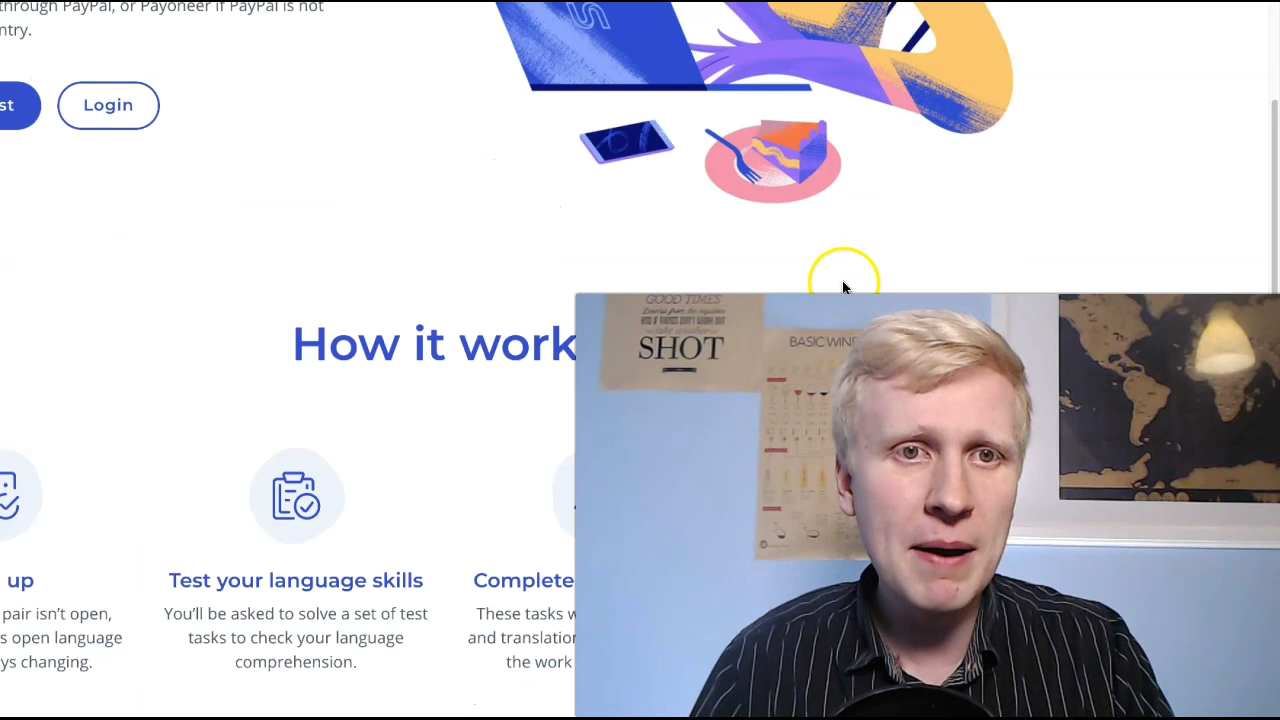 through PayPal, or Payoneer if PayPal is not
ntry.
st
Login
How it work
up
pair isn't open,
s open language
ys changing.
Test your language skills
You'll be asked to solve a set of test
tasks to check your language
comprehension.
Complete
These tasks w
and translation
the work
GOOD TIMES
SHOT
BASIC WINE